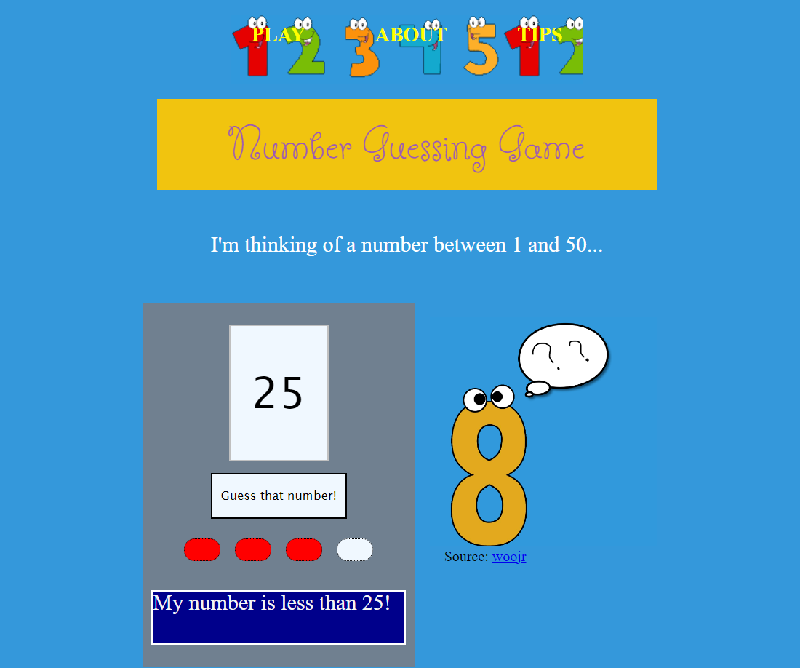 PLAY ABOUT TIPS
Number Guessing Game
I'm thinking of a number between 1 and 50...
? ?
25
Guess that number!
8
Source: woojr
My number is less than 25!